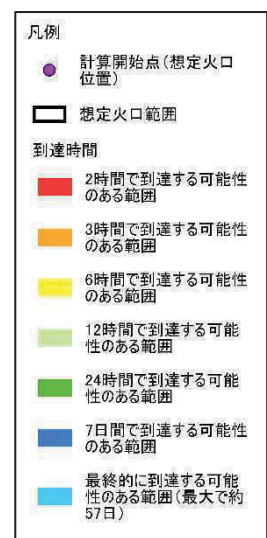 凡例
計算開始点(想定火口
位置)
想定火口範囲
到達時間
2時間で到達する可能性
のある範囲
3時間で到達する可能性
のある範囲
6時間で到達する可能性
のある範囲
12時間で到達する可能
性のある範囲
24時間で到達する可能
性のある範囲
7日間で到達する可能性
のある範囲
最終的に到達する可能
性のある範囲(最大で約
57日)